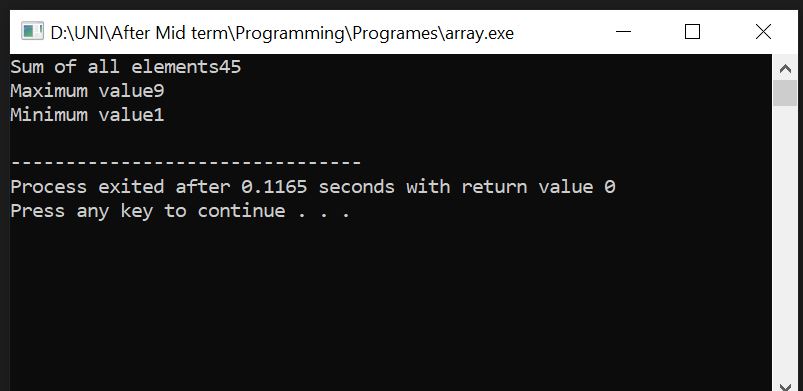 D:\UNI\After Mid term\Programming\Programes\array.exe
Sum of all elements45
Maximum value9
Minimum value1
--------------------------------
Process exited after 0.1165 seconds with return value 0
Press any key to continue . . .